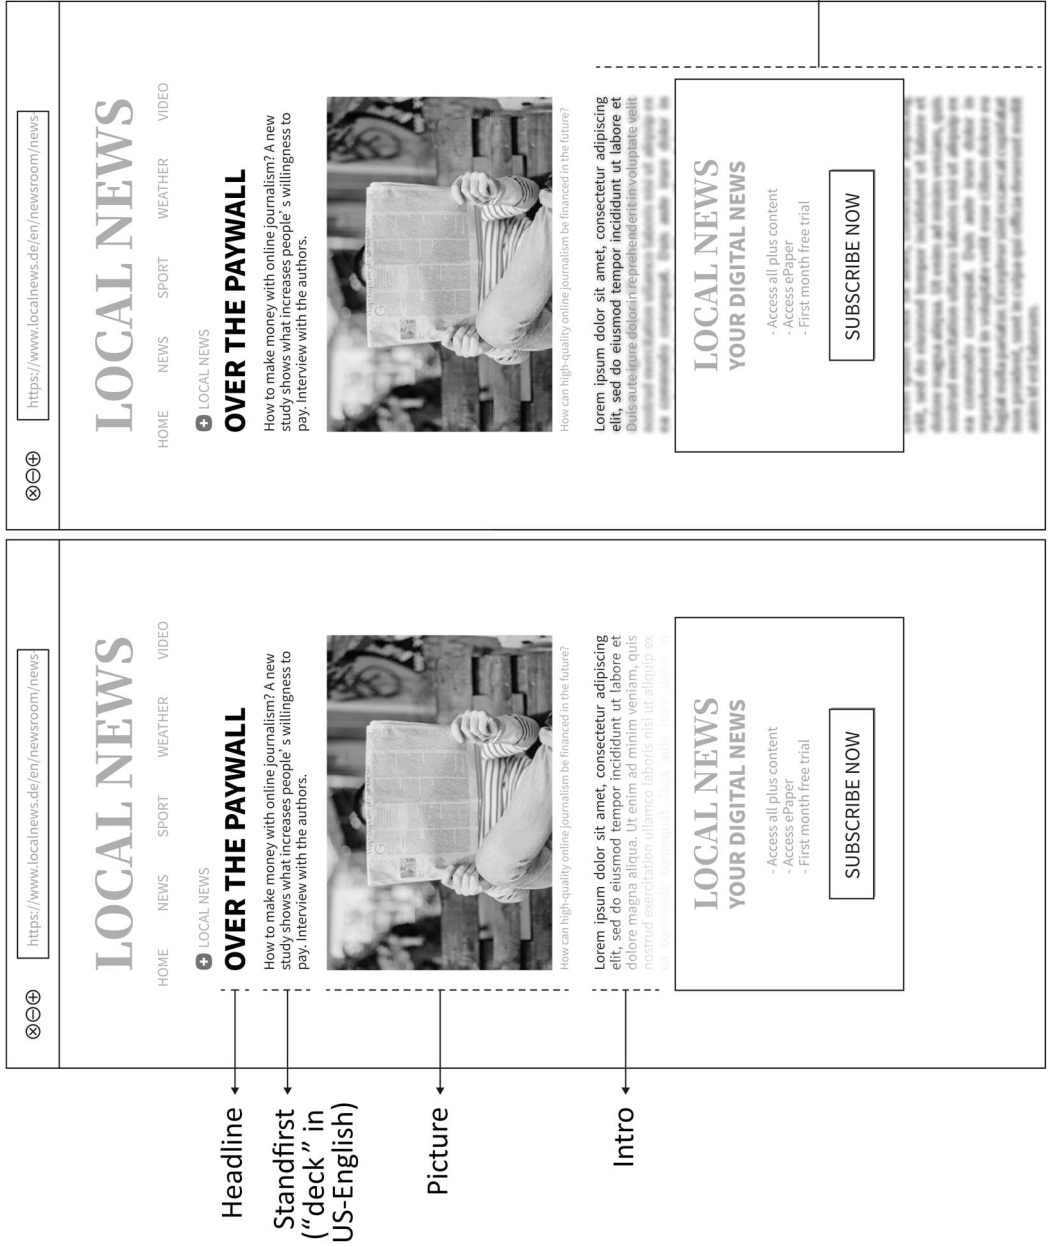 Headline
Standfirst
(“deck” in
US-English)
Picture
Intro
https://www.localnews.de/en/newsroom/news-
LOCAL NEWS
HOME NEWS SPORT WEATHER VIDEO
LOCAL NEWS
OVER THE PAYWALL
How to make money with online journalism? A new
study shows what increases people’ s willingness to
pay. Interview with the authors.
How can high-quality online journalism be financed in the future?
Lorem ipsum dolor sit amet, consectetur adipiscing
elit, sed do eiusmod tempor incididunt ut labore et
dolore magna aliqua. Ut enim ad minim veniam, quis
nostrud exercitation ullamco laboris nisi ut aliquip ex
ea commodo consequat. Duis aute irure dolor
LOCAL NEWS
YOUR DIGITAL NEWS
- Access all plus content
- Access ePaper
- First month free trial
SUBSCRIBE NOW
https://www.localnews.de/en/newsroom/news-
LOCAL NEWS
HOME NEWS SPORT WEATHER VIDEO
LOCAL NEWS
OVER THE PAYWALL
How to make money with online journalism? A new
study shows what increases people’ s willingness to
pay. Interview with the authors.
How can high-quality online journalism be financed in the future?
Lorem ipsum dolor sit amet, consectetur adipiscing
elit, sed do eiusmod tempor incididunt ut labore et
Duis aute irure dolor in reprehenderit in voluptate velit
LOCAL NEWS
YOUR DIGITAL NEWS
- Access all plus content
- Access ePaper
- First month free trial
SUBSCRIBE NOW